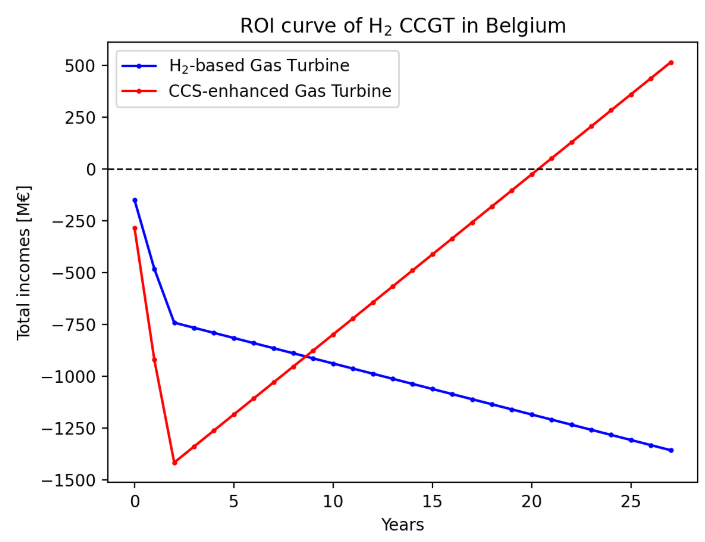 ROI curve of H₂ CCGT in Belgium
H₂-based Gas Turbine
CCS-enhanced Gas Turbine
Total incomes [M€]
500
250
0
−250
−500
−750
−1000
−1250
−1500
0 5 10 15 20 25
Years